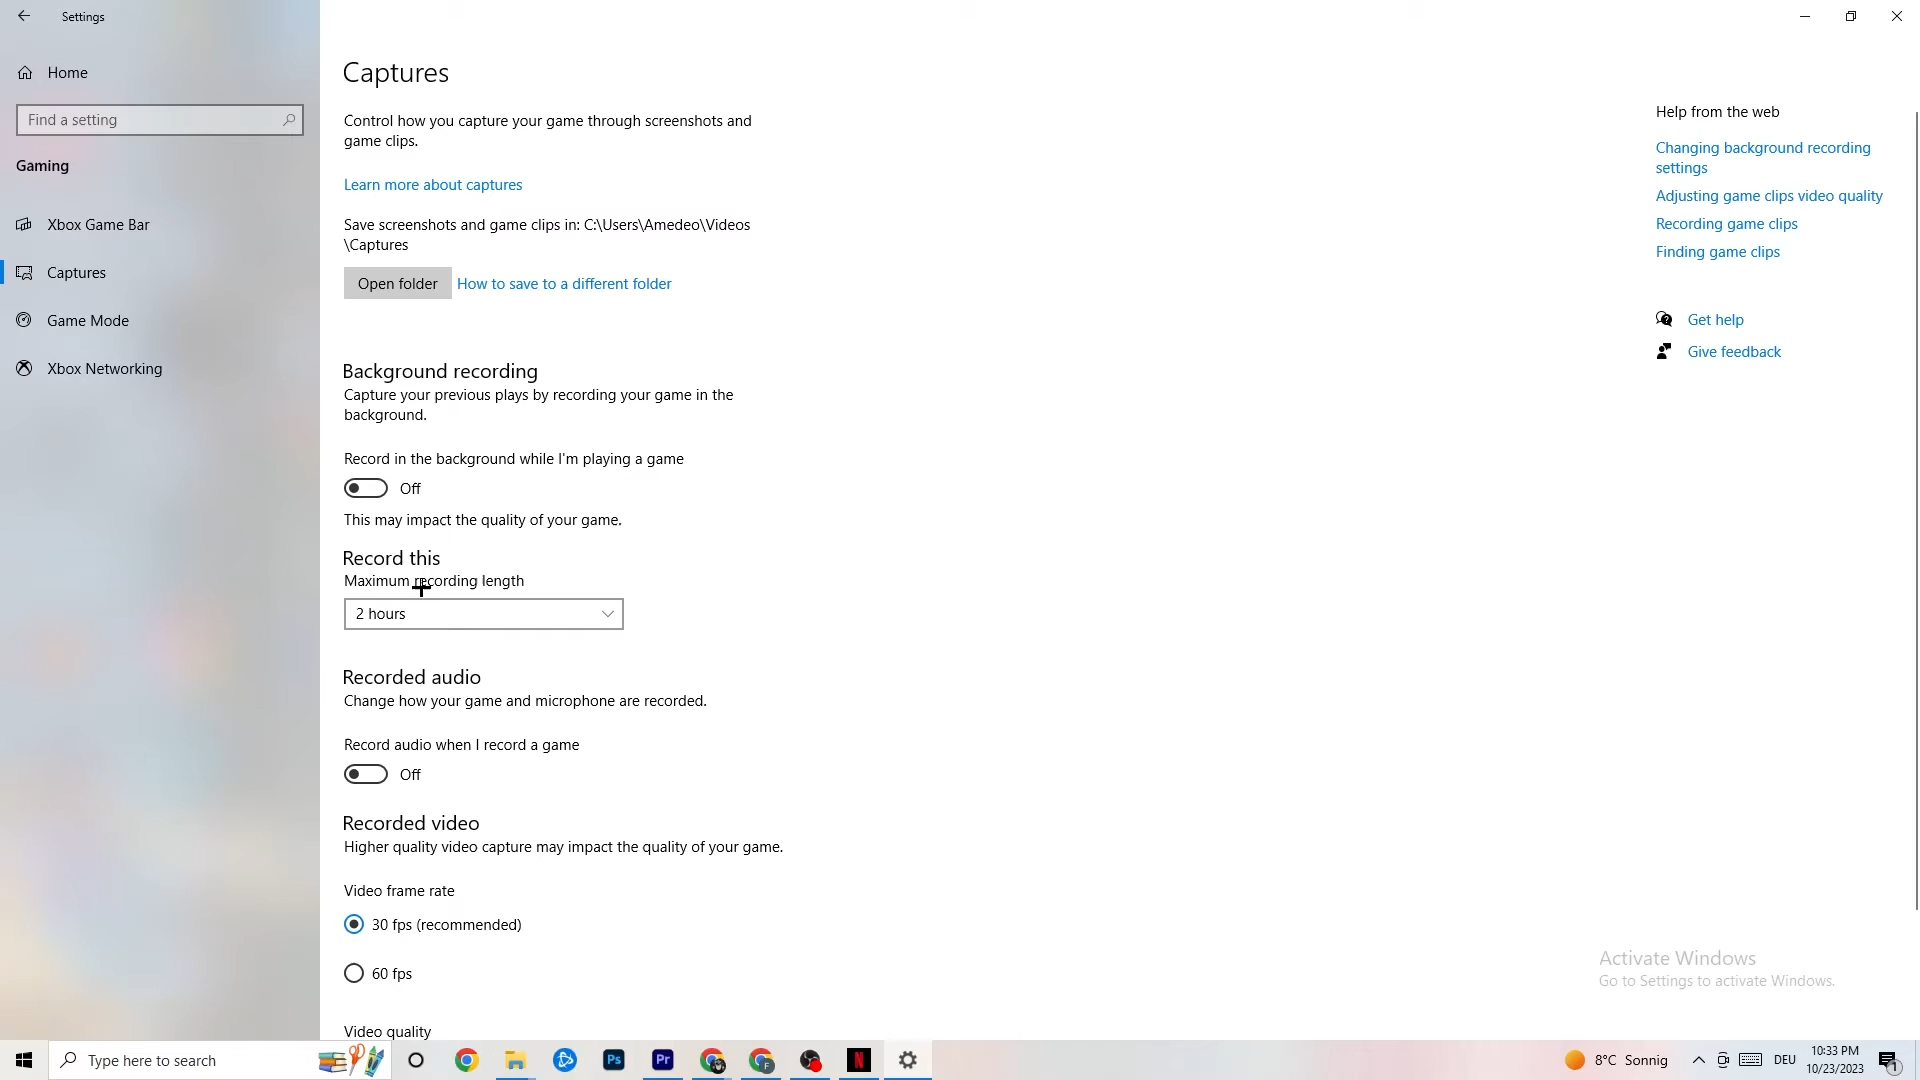 Settings
Home
Find a setting
Gaming
Xbox Game Bar
Captures
Game Mode
Xbox Networking
Captures
Control how you capture your game through screenshots and
game clips.
Learn more about captures
Save screenshots and game clips in: C:\Users\Amedeo\Videos
\Captures
Open folder
How to save to a different folder
Background recording
Capture your previous plays by recording your game in the
background.
Record in the background while I'm playing a game
Off
This may impact the quality of your game.
Record this
Maximum recording length
2 hours
Recorded audio
Change how your game and microphone are recorded.
Record audio when I record a game
Off
Recorded video
Higher quality video capture may impact the quality of your game.
Video frame rate
30 fps (recommended)
60 fps
Video quality
Help from the web
Changing background recording
settings
Adjusting game clips video quality
Recording game clips
Finding game clips
Get help
Give feedback
Activate Windows
Go to Settings to activate Windows.
Type here to search
Ps
Pr
F
N
8°C Sonnig
DEU
10:33 PM
10/23/2023
1